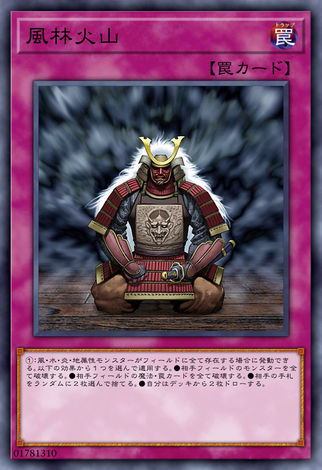 風林火山
トラップ
罠
【罠カード】
①:風・水・炎・地属性モンスターがフィールドに全て存在する場合に発動でき
る。以下の効果から１つを選んで適用する。●相手フィールドのモンスターを全
て破壊する。●相手フィールドの魔法・罠カードを全て破壊する。●相手の手札
をランダムに２枚選んで捨てる。●自分はデッキから２枚ドローする。
01781310